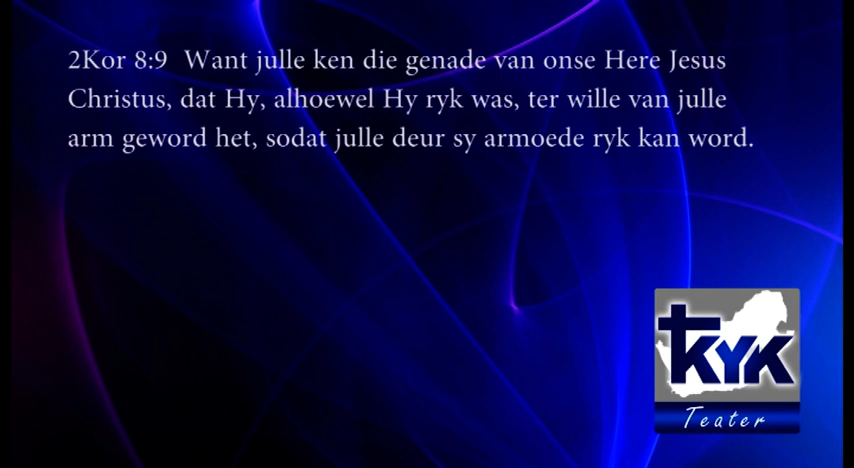 2Kor 8:9 Want julle ken die genade van onse Here Jesus
Christus, dat Hy, alhoewel Hy ryk was, ter wille van julle
arm geword het, sodat julle deur sy armoede ryk kan word.
KYK
Teater